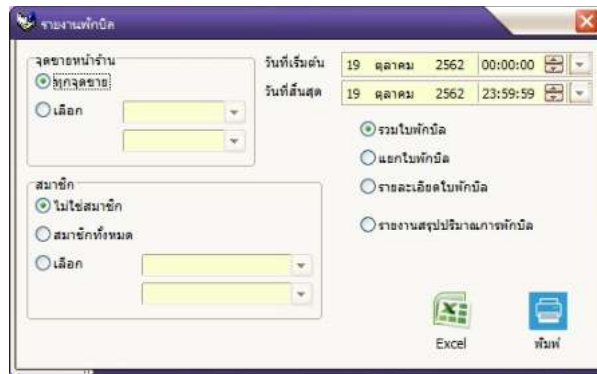 รายงานพักบิล
จุดขายหน้าร้าน
ทุกจุดขาย
เลือก
วันที่เริ่มต้น 19 ตุลาคม 2562 00:00:00
วันที่สิ้นสุด 19 ตุลาคม 2562 23:59:59
รวมใบพักบิล
แยกใบพักบิล
รายละเอียดใบพักบิล
รายงานสรุปปริมาณการพักบิล
สมาชิก
ไม่ใช่สมาชิก
สมาชิกทั้งหมด
เลือก
Excel
พิมพ์